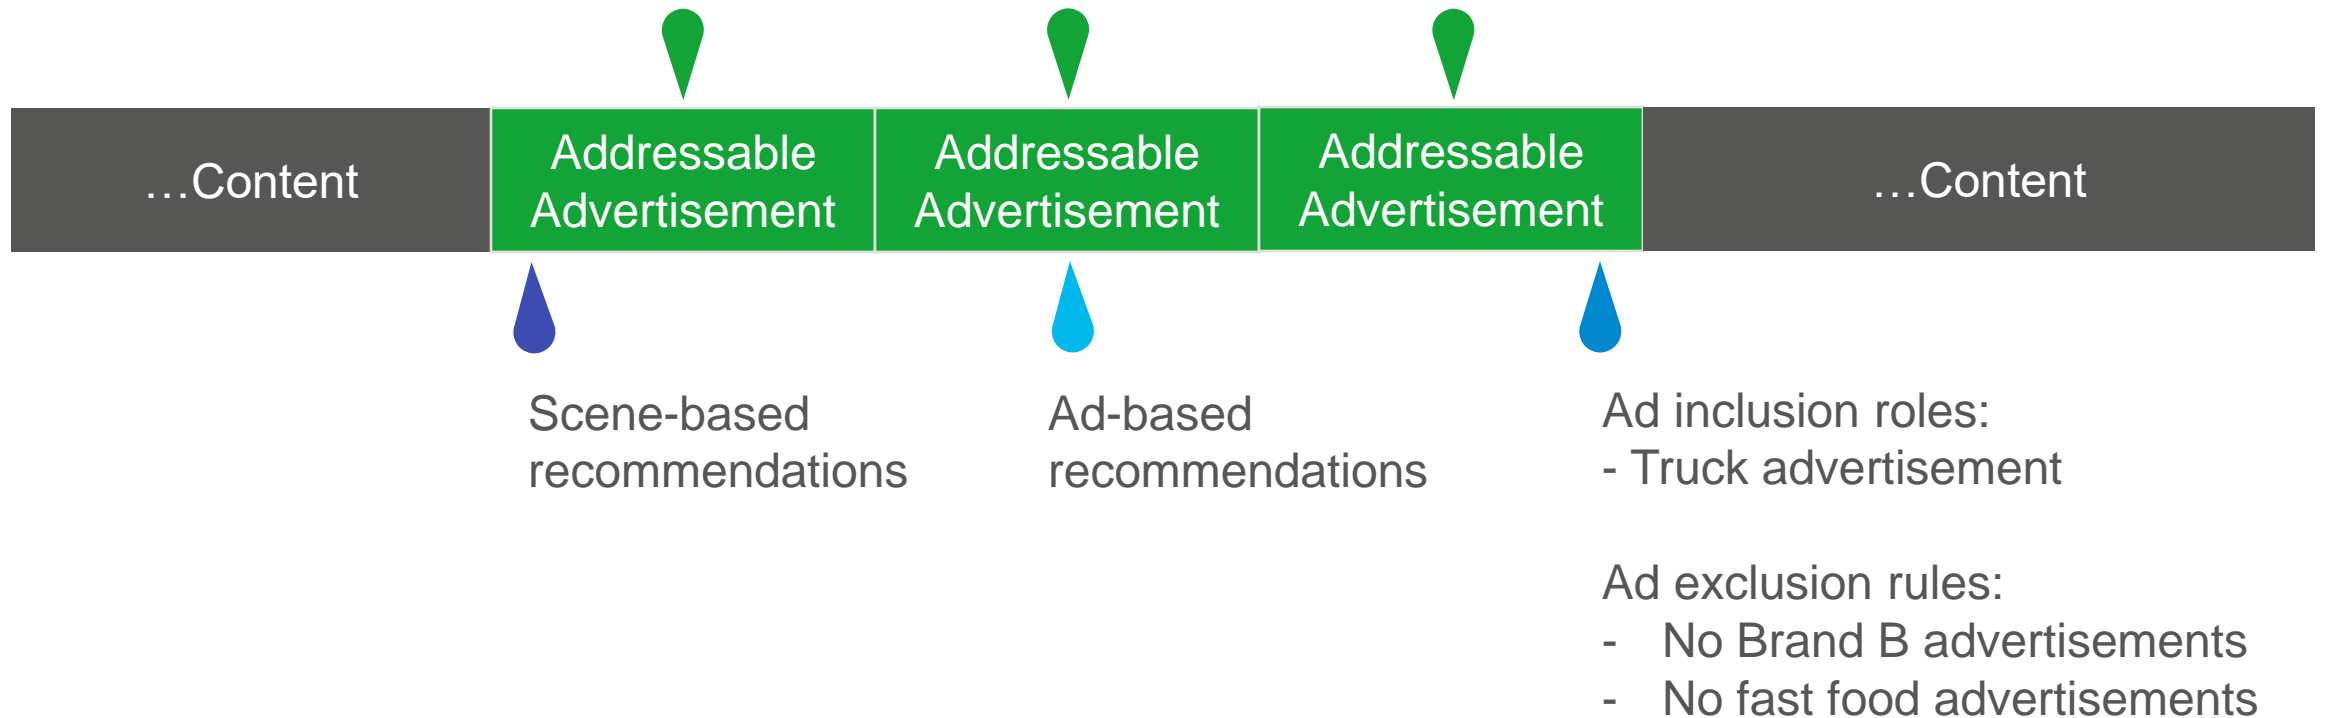 …Content
Addressable
Advertisement
Addressable
Advertisement
Addressable
Advertisement
…Content
Scene-based
recommendations
Ad-based
recommendations
Ad inclusion roles:
- Truck advertisement
Ad exclusion rules:
- No Brand B advertisements
- No fast food advertisements